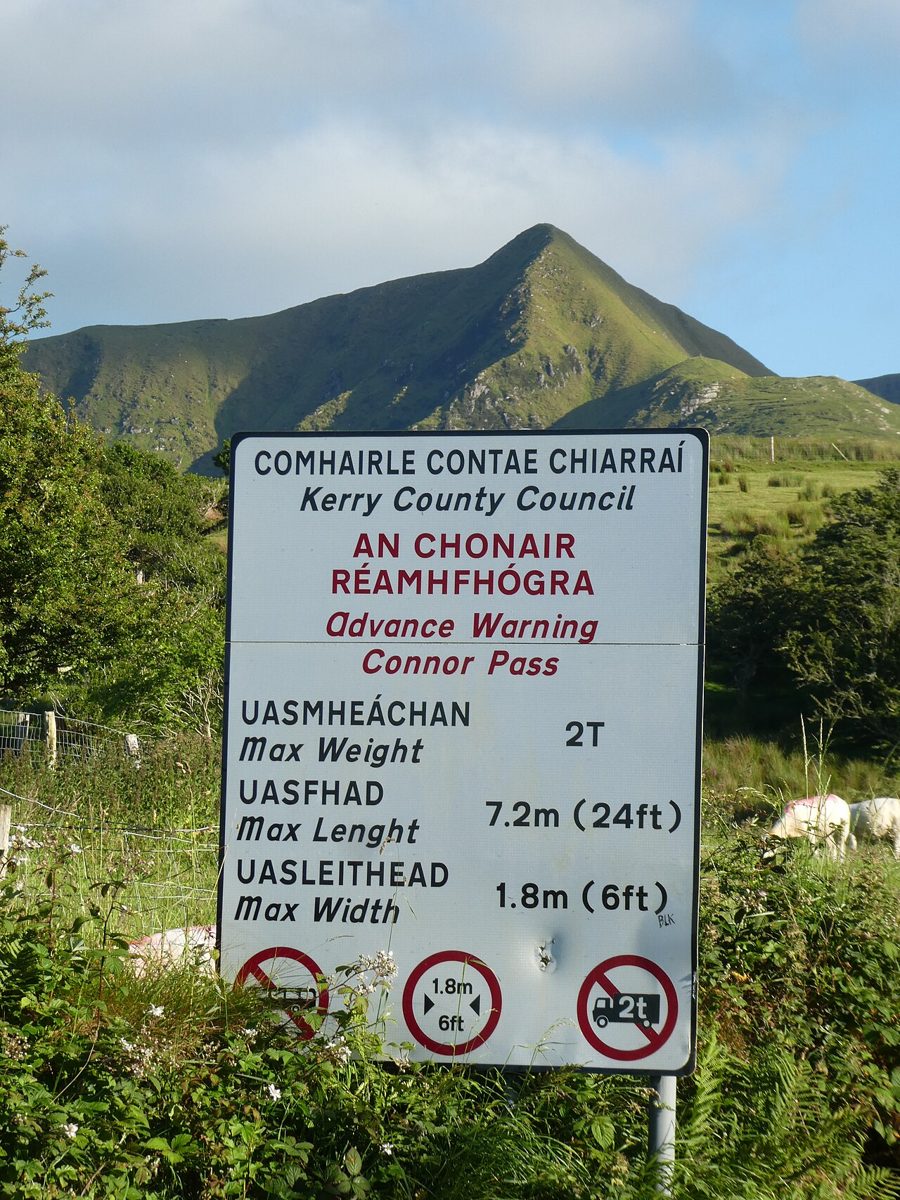 COMHAIRLE CONTAE CHIARRAÍ
Kerry County Council
AN CHONAIR
RÉAMHFHÓGRA
Advance Warning
Connor Pass
UASMHEÁCHAN
Max Weight
2T
UASFHAD
Max Lenght
7.2m (24ft)
UASLEITHEAD
Max Width
1.8m (6ft)
BLK
1.8m
6ft
2t